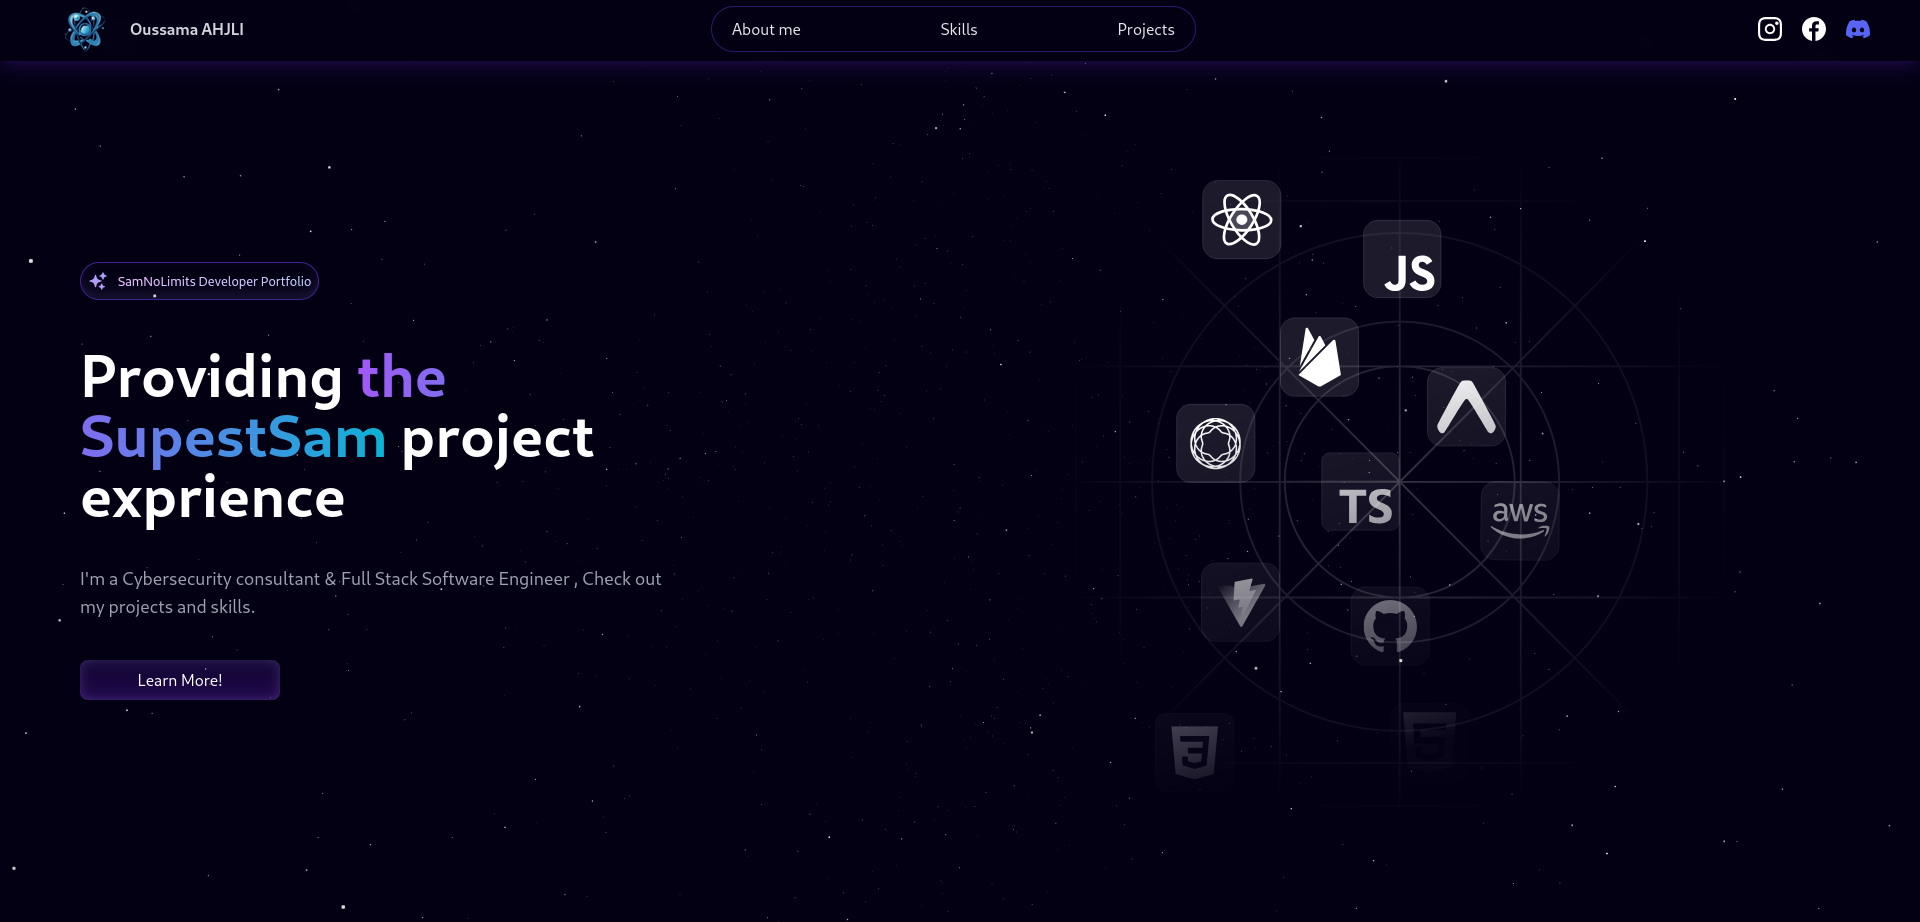 Oussama AHJLI
About me
Skills
Projects
SamNoLimits Developer Portfolio
Providing the
SupestSam project
exprience
I'm a Cybersecurity consultant & Full Stack Software Engineer , Check out
my projects and skills.
Learn More!
JS
TS
aws